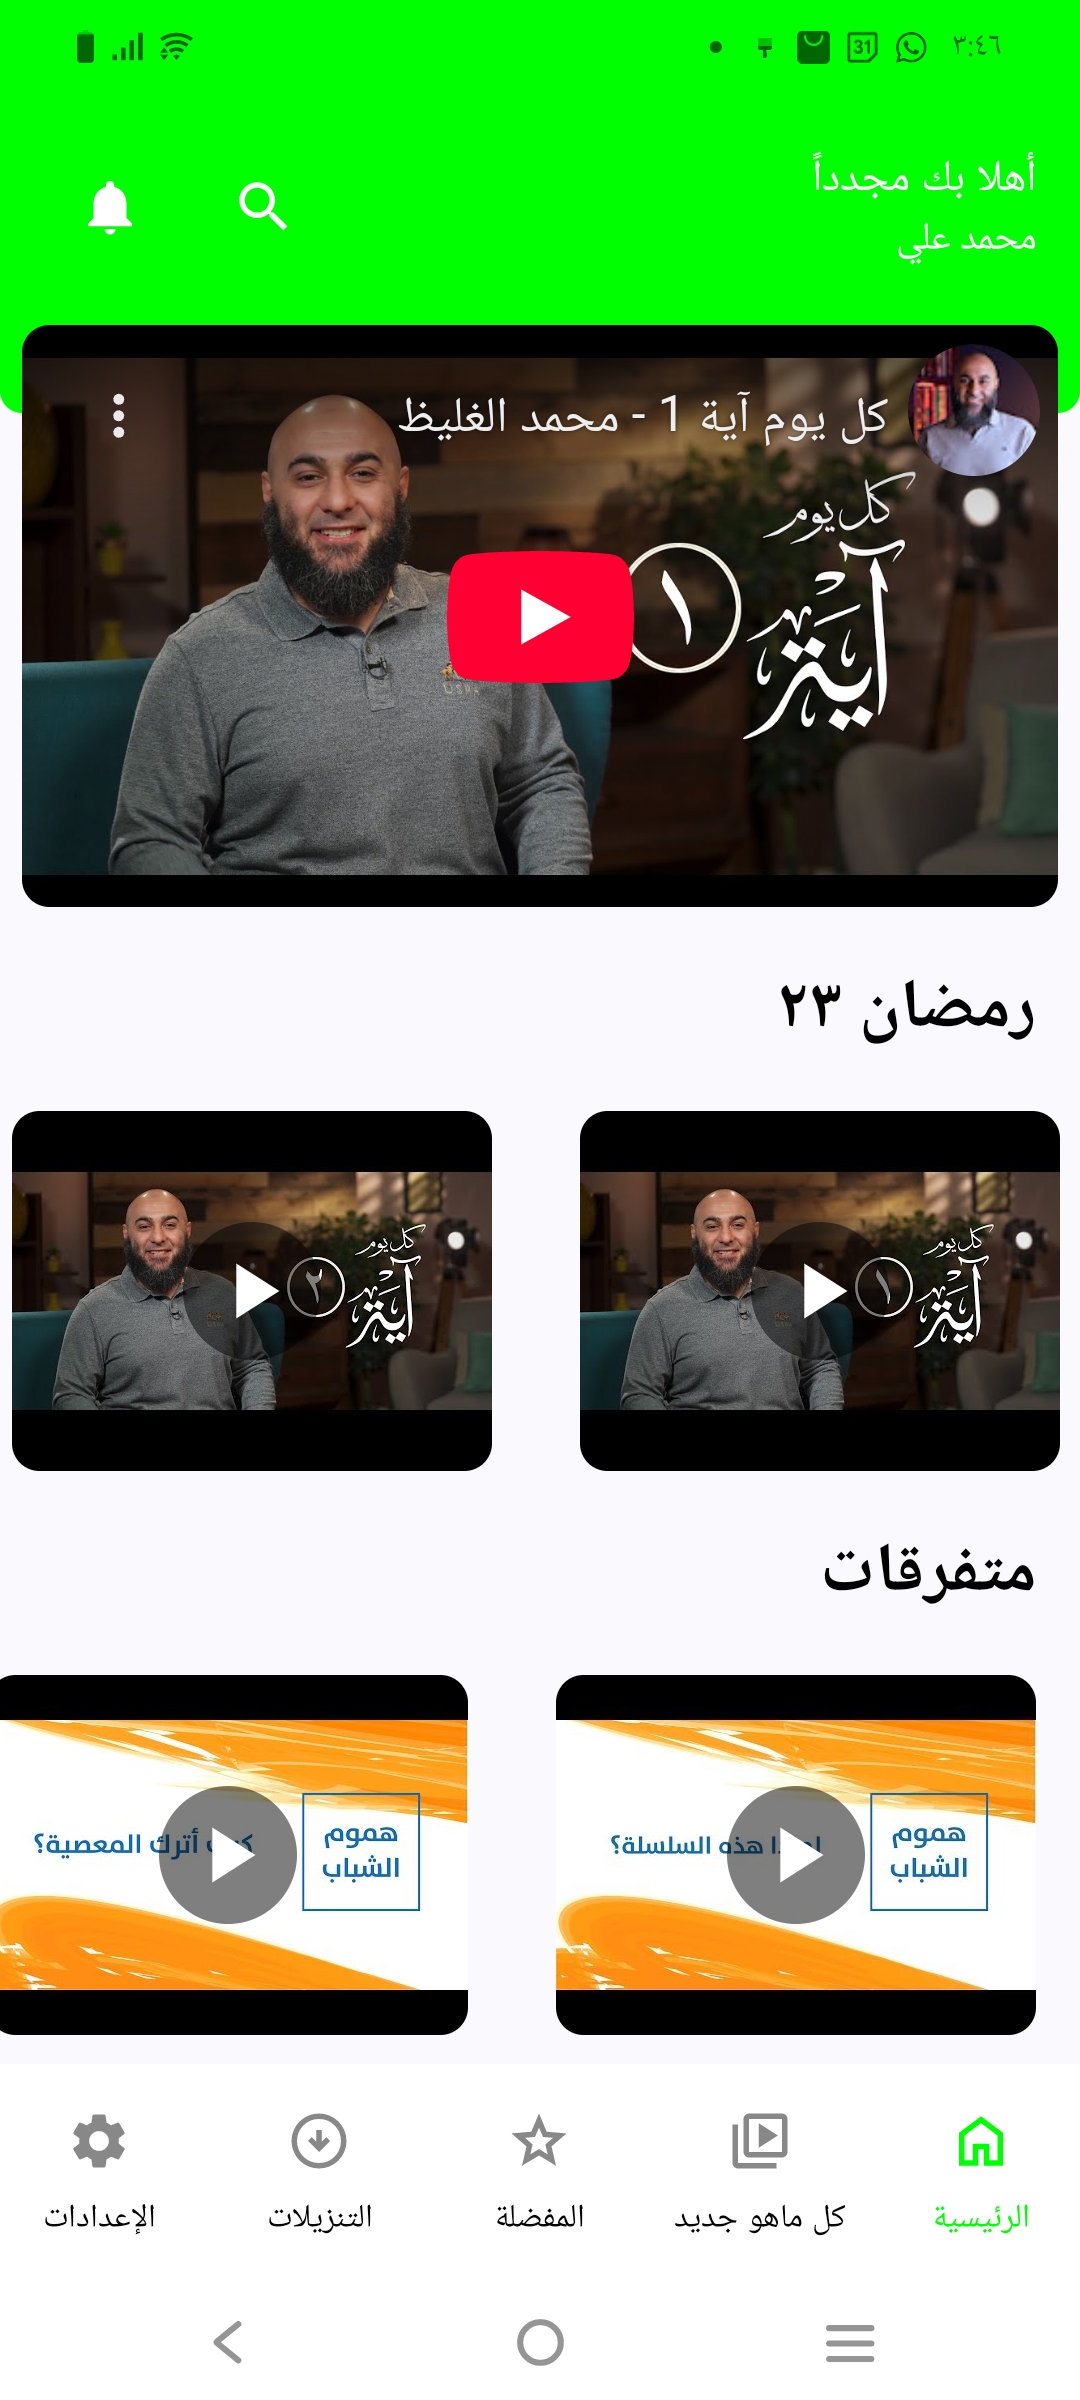 ٣:٤٦
31
أهلا بك مجدداً
محمد علي
كل يوم آية 1 - محمد الغليظ
كل يوم
آية
١
رمضان ٢٣
كل يوم
آية
١
كل يوم
آية
٢
متفرقات
هموم
الشباب
هذه السلسلة؟
هموم
الشباب
أترك المعصية؟
الرئيسية
كل ماهو جديد
المفضلة
التنزيلات
الإعدادات